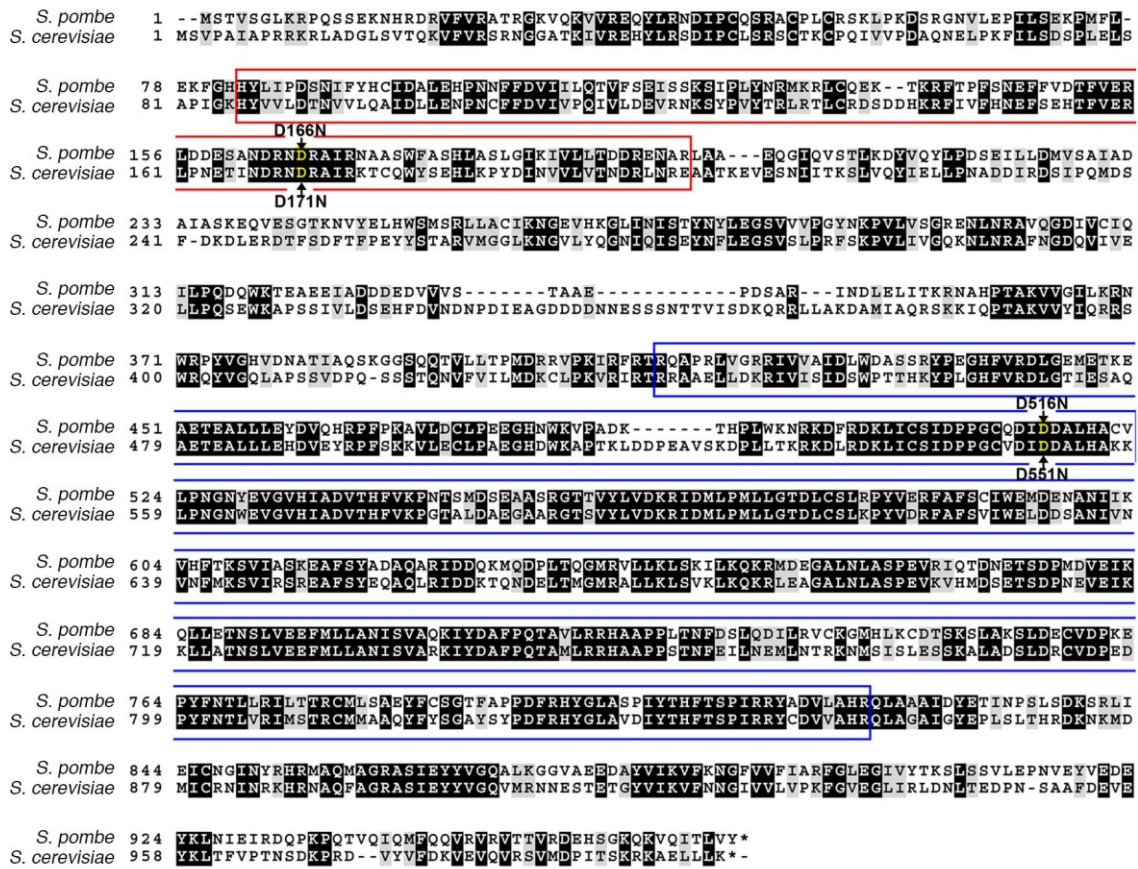 S. pombe 1 --MSTVSGLKRPQSSEKNHRDRVFVRATRGKVQKVVREQYLRNDIPCQSRACPLCRSKLPKDSRGNVLEPILSEKPMFL-
S. cerevisiae 1 MSVPAIAPRRKRLADGLSVTQKVFVRSRNGGATKIVREHYLRSDIPCLSRSCTKCPQIVVPDAQNELPKFILSDSPLELS
S. pombe 78 EKFGHHYLIPDSNIFYHCIDALEHPNNFFDVIILQTVFSEISSKSIPLYNRMKRLCQEK--TKRFTPFSNEFFVDTFVER
S. cerevisiae 81 APIGKHYVVLDTNVVLQAIDLLENPNCFFDVIVPQIVLDEVRNKSYPVYTRLRTLCRDSDDHKRFIVFHNEFSEHTFVER
D166N
S. pombe 156 LDDESANDRNDRAIRNAASWFASHLASLGIKIVLLTDDRENARLAA---EQGIQVSTLKDYVQYLPDSEILLDMVSAIAD
S. cerevisiae 161 LPNETINDRNDRAIRKTCQWYSEHLKPYDINVVLVTNDRLNREAATKEVESNIITKSLVQYIELLPNADDIRDSIPQMDS
D171N
S. pombe 233 AIASKEQVESGTKNVYELHWSMSRLLACIKNGEVHKGLINISTYNYLEGSVVVPGYNKPVLVSGRENLNRAVQGDIVCIQ
S. cerevisiae 241 F-DKDLERDTFSDFTFPEYYSTARVMGGLKNGVLYQGNIQISEYNFLEGSVSLPRFSKPVLIVGQKNLNRAFNGDQVIVE
S. pombe 313 ILPQDQWKTEAEEIADDDEDVVVS-------TAAE------------PDSAR---INDLELITKRNAHPTAKVVGILKRN
S. cerevisiae 320 LLPQSEWKAPSSIVLDSEHFDVNDNPDIEAGDDDDNNESSSNTTVISDKQRRLLAKDAMIAQRSKKIQPTAKVVYIQRRS
S. pombe 371 WRPYVGHVDNATIAQSKGGSQQTVLLTPMDRRVPKIRFRTRQAPRLVGRRIVVAIDLWDASSRYPEGHFVRDLGEMETKE
S. cerevisiae 400 WRQYVGQLAPSSVDPQ-SSSTQNVFVILMDKCLPKVRIRTRRAAELLDKRIVISIDSWPTTHKYPLGHFVRDLGTIESAQ
D516N
S. pombe 451 AETEALLLEYDVQHRPFPKAVLDCLPEEGHNWKVPADK-------THPLWKNRKDFRDKLICSIDPPGCQDIDDALHACV
S. cerevisiae 479 AETEALLLEHDVEYRPFSKKVLECLPAEGHDWKAPTKLDDPEAVSKDPLLTKRKDLRDKLICSIDPPGCVDIDDALHAKK
D551N
S. pombe 524 LPNGNYEVGVHIADVTHFVKPNTSMDSEAASRGTTVYLVDKRIDMLPMLLGTDLCSLRPYVERFAFSCIWEMDENANIIK
S. cerevisiae 559 LPNGNWEVGVHIADVTHFVKPGTALDAEGAARGTSVYLVDKRIDMLPMLLGTDLCSLKPYVDRFAFSVIWELDDSANIVN
S. pombe 604 VHFTKSVIASKEAFSYADAQARIDDQKMQDPLTQGMRVLLKLSKILKQKRMDEGALNLASPEVRIQTDNETSDPMDVEIK
S. cerevisiae 639 VNFMKSVIRSREAFSYEQAQLRIDDKTQNDELTMGMRALLKLSVKLKQKRLEAGALNLASPEVKVHMDSETSDPNEVEIK
S. pombe 684 QLLETNSLVEEFMLLANISVAQKIYDAFPQTAVLRRHAAPPLTNFDSLQDILRVCKGMHLKCDTSKSLAKSLDECVDPKE
S. cerevisiae 719 KLLATNSLVEEFMLLANISVARKIYDAFPQTAMLRRHAAPPSTNFEILNEMLNTRKNMSISLESSKALADSLDRCVDPED
S. pombe 764 PYFNTLLRILTTRCMLSAEYFCSGTFAPPDFRHYGLASPIYTHFTSPIRRYADVLAHRQLAAAIDYETINPSLSDKSRLI
S. cerevisiae 799 PYFNTLVRIMSTRCMMAAQYFYSGAYSYPDFRHYGLAVDIYTHFTSPIRRYCDVVAHRQLAGAIGYEPLSLTHRDKNKMD
S. pombe 844 EICNGINYRHRMAQMAGRASIEYYVGQALKGGVAEEDAYVIKVFKNGFVVFIARFGLEGIVYTKSLSSVLEPNVEYVEDE
S. cerevisiae 879 MICRNINRKHRNAQFAGRASIEYYVGQVMRNNESTETGYVIKVFNNGIVVLVPKFGVEGLIRLDNLTEDPN-SAAFDEVE
S. pombe 924 YKLNIEIRDQPKPQTVQIQMFQQVRVRVTTVRDEHSGKQKVQITLVY*
S. cerevisiae 958 YKLTFVPTNSDKPRD--VYVFDKVEVQVRSVMDPITSKRKAELLLK*-